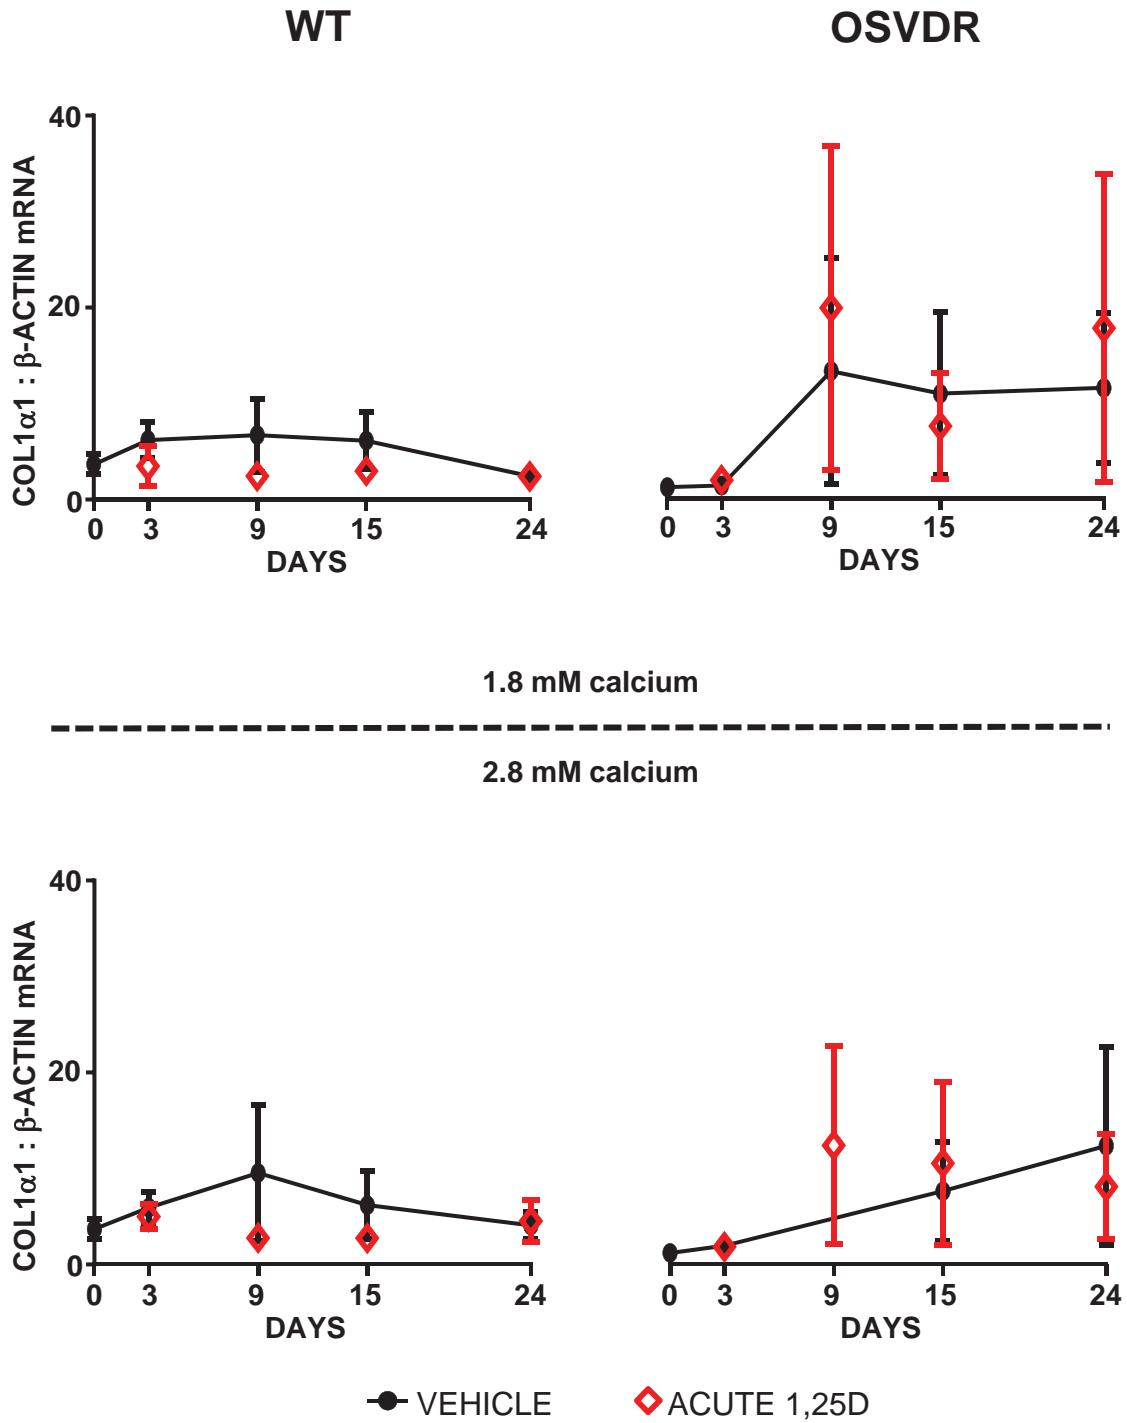 WT
OSVDR
COL1α1 : β-ACTIN mRNA
40
20
0
0 3 9 15 24
DAYS
0 3 9 15 24
DAYS
1.8 mM calcium
2.8 mM calcium
COL1α1 : β-ACTIN mRNA
40
20
0
0 3 9 15 24
DAYS
0 3 9 15 24
DAYS
VEHICLE
ACUTE 1,25D